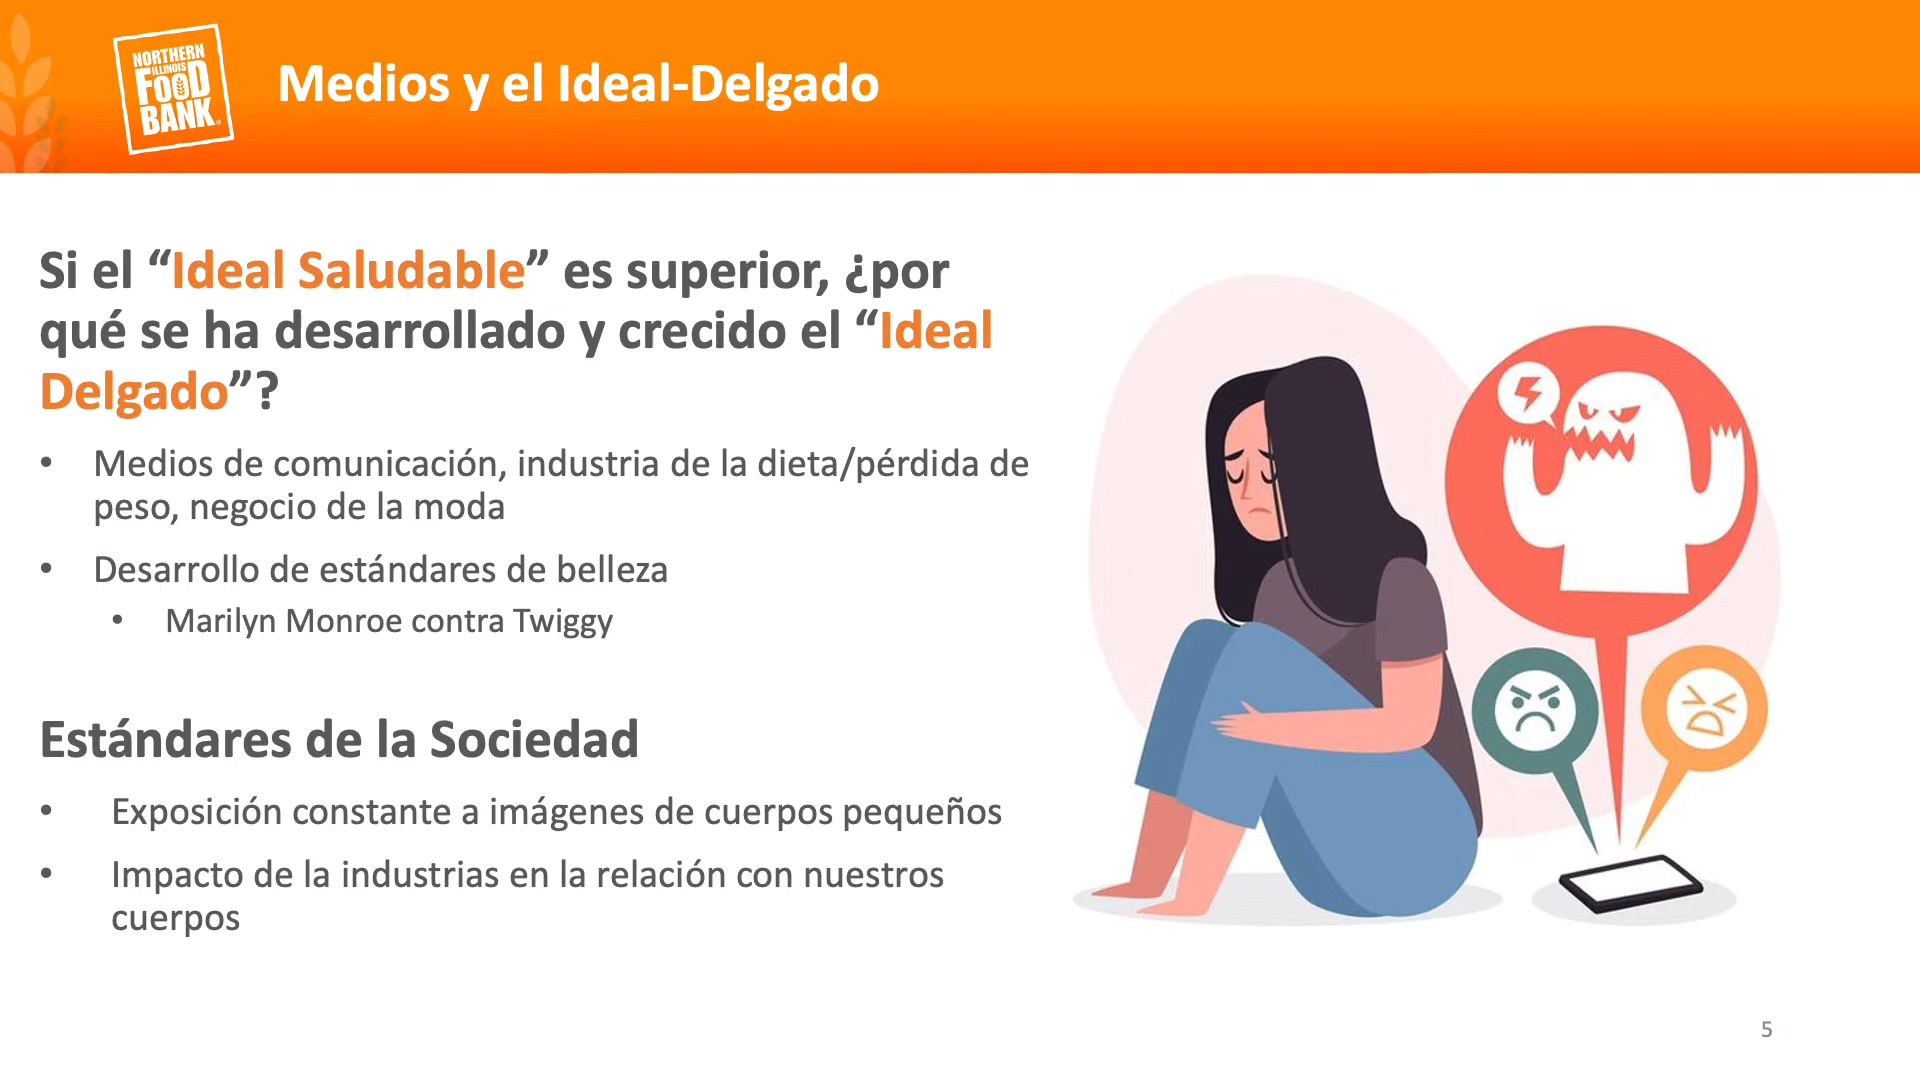 NORTHERN
ILLINOIS
FOOD
BANK®
Medios y el Ideal-Delgado
Si el “Ideal Saludable” es superior, ¿por
qué se ha desarrollado y crecido el “Ideal
Delgado”?
• Medios de comunicación, industria de la dieta/pérdida de
peso, negocio de la moda
• Desarrollo de estándares de belleza
• Marilyn Monroe contra Twiggy
Estándares de la Sociedad
• Exposición constante a imágenes de cuerpos pequeños
• Impacto de la industrias en la relación con nuestros
cuerpos
5